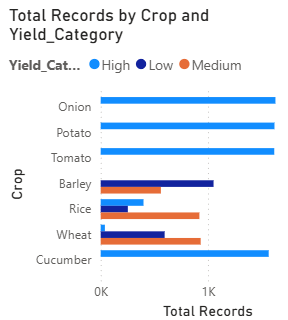 Total Records by Crop and
Yield_Category
Yield_Cat... High Low Medium
Onion
Potato
Tomato
Barley
Rice
Wheat
Cucumber
Crop
0K 1K
Total Records